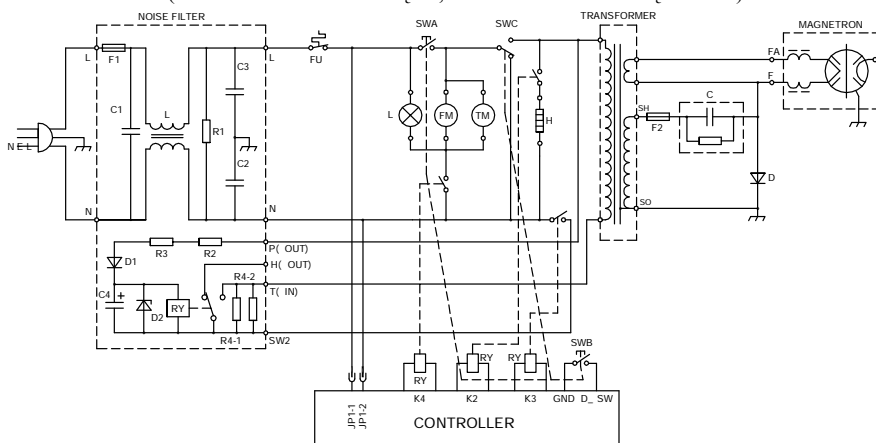 NOISE FILTER
SWA
SWC
TRANSFORMER
MAGNETRON
L
F1
L
FU
C3
FA
F
C1
L
R1
L
FM
TM
H
SH
C
F2
C2
N E L
D
N
N
SO
R3
R2
P( OUT)
D1
H( OUT)
R4-2
T( IN)
C4
+
D2
RY
R4-1
SW2
SWB
RY
RY
RY
K4
K2
K3
GND
D_ SW
JP1-1
JP1-2
CONTROLLER